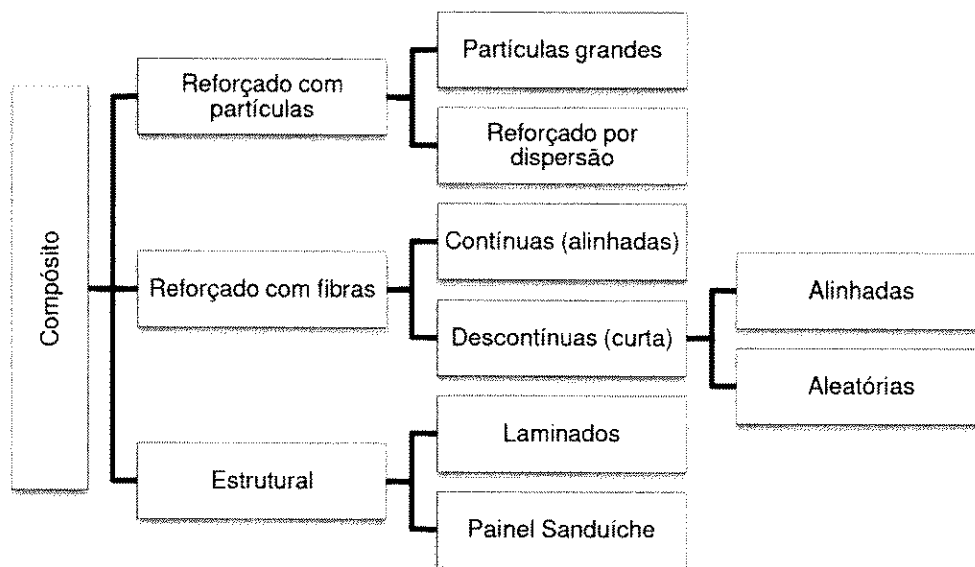 Compósito
Reforçado com
partículas
Partículas grandes
Reforçado por
dispersão
Reforçado com fibras
Contínuas (alinhadas)
Descontínuas (curta)
Alinhadas
Aleatórias
Estrutural
Laminados
Painel Sanduíche